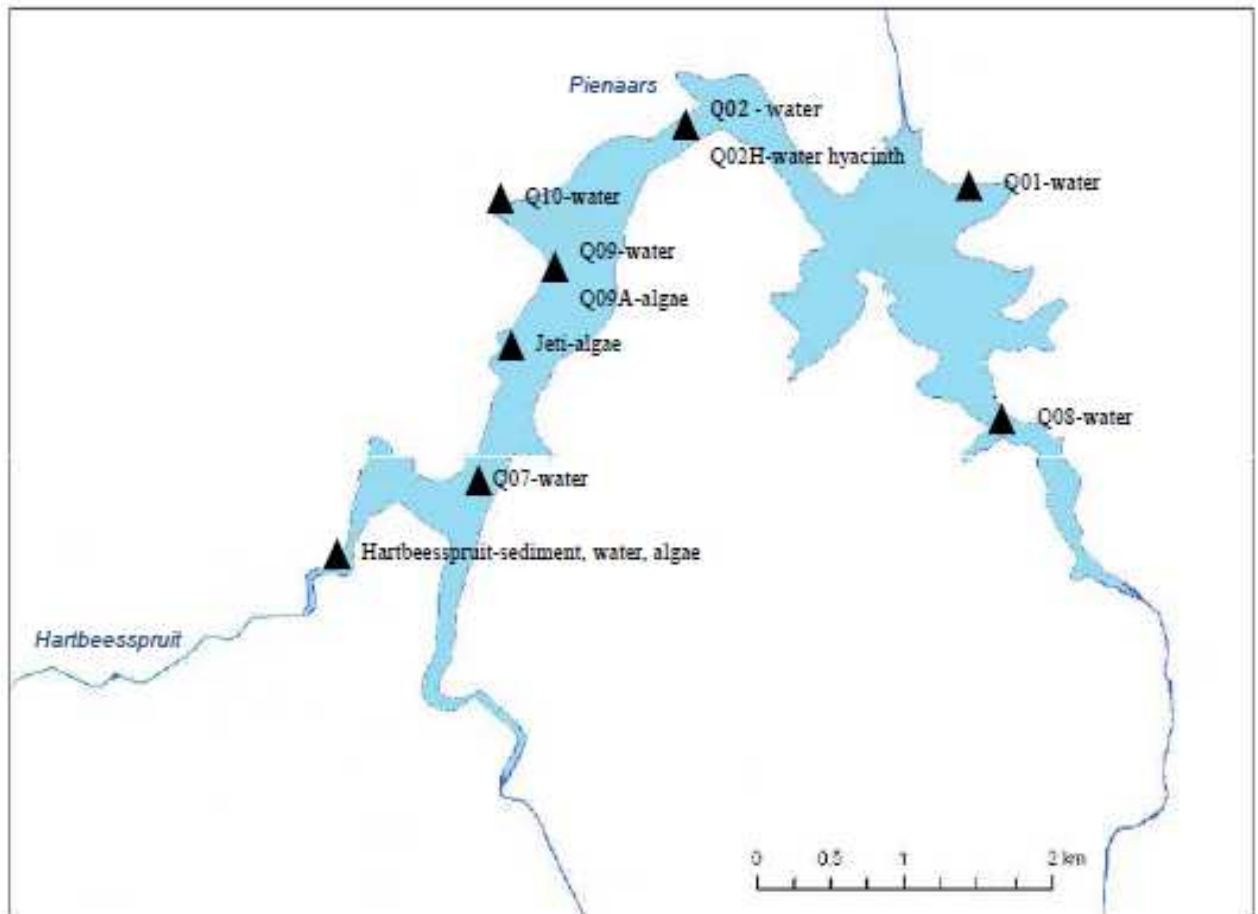 Pienaars
Q02 - water
Q02H-water hyacinth
Q01-water
Q10-water
Q09-water
Q09A-algae
Jeti-algae
Q08-water
Q07-water
Hartbeesspruit-sediment, water, algae
Hartbeesspruit
0 0.5 1 2 km